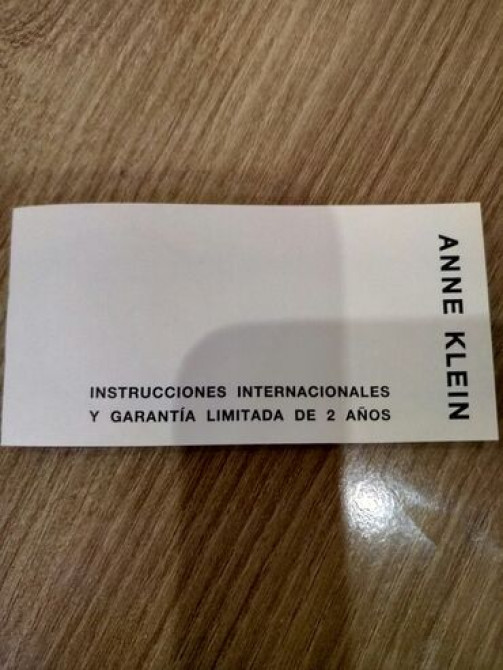 INSTRUCCIONES INTERNACIONALES
Y GARANTÍA LIMITADA DE 2 AÑOS
ANNE KLEIN